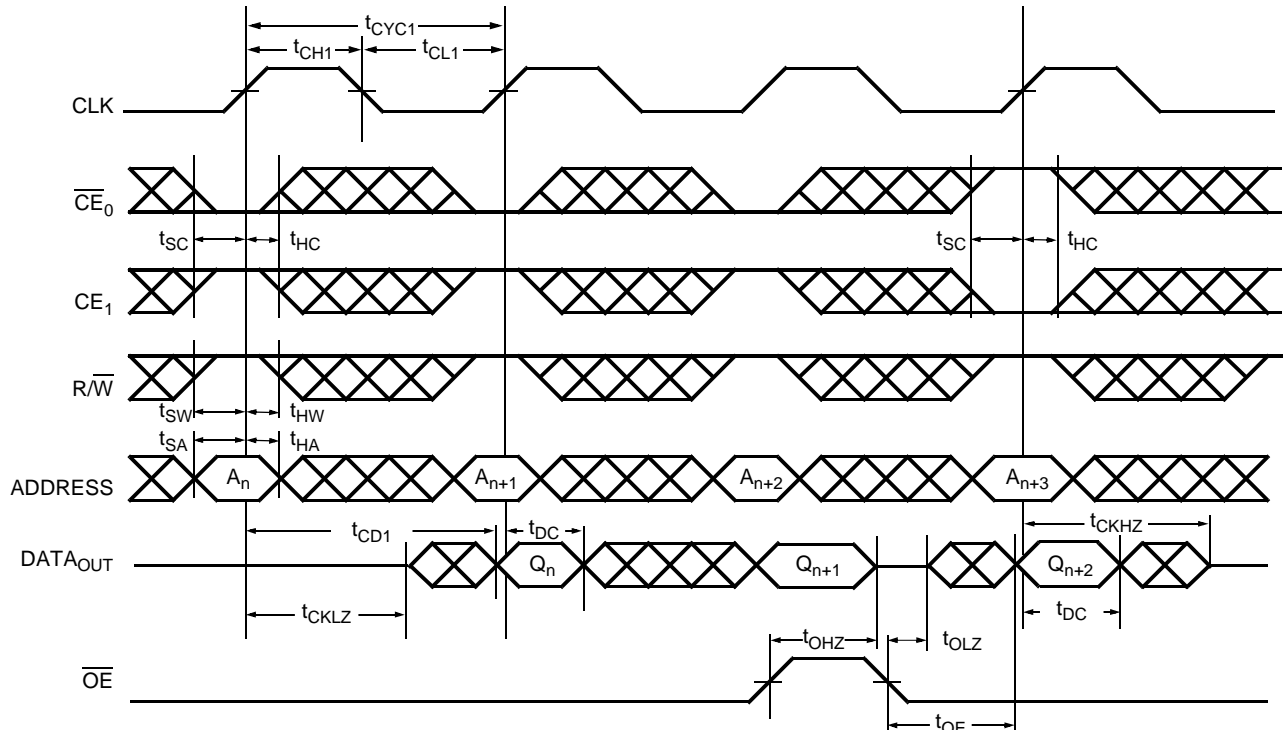 tCYC1
tCH1 tCL1
CLK
CE0
tSC tHC tSC tHC
CE1
R/W
tSW tHW
tSA tHA
ADDRESS An An+1 An+2 An+3
tCD1 tDC tCKHZ
DATAOUT Qn Qn+1 Qn+2
tCKLZ tDC
tOHZ tOLZ
OE
tOE